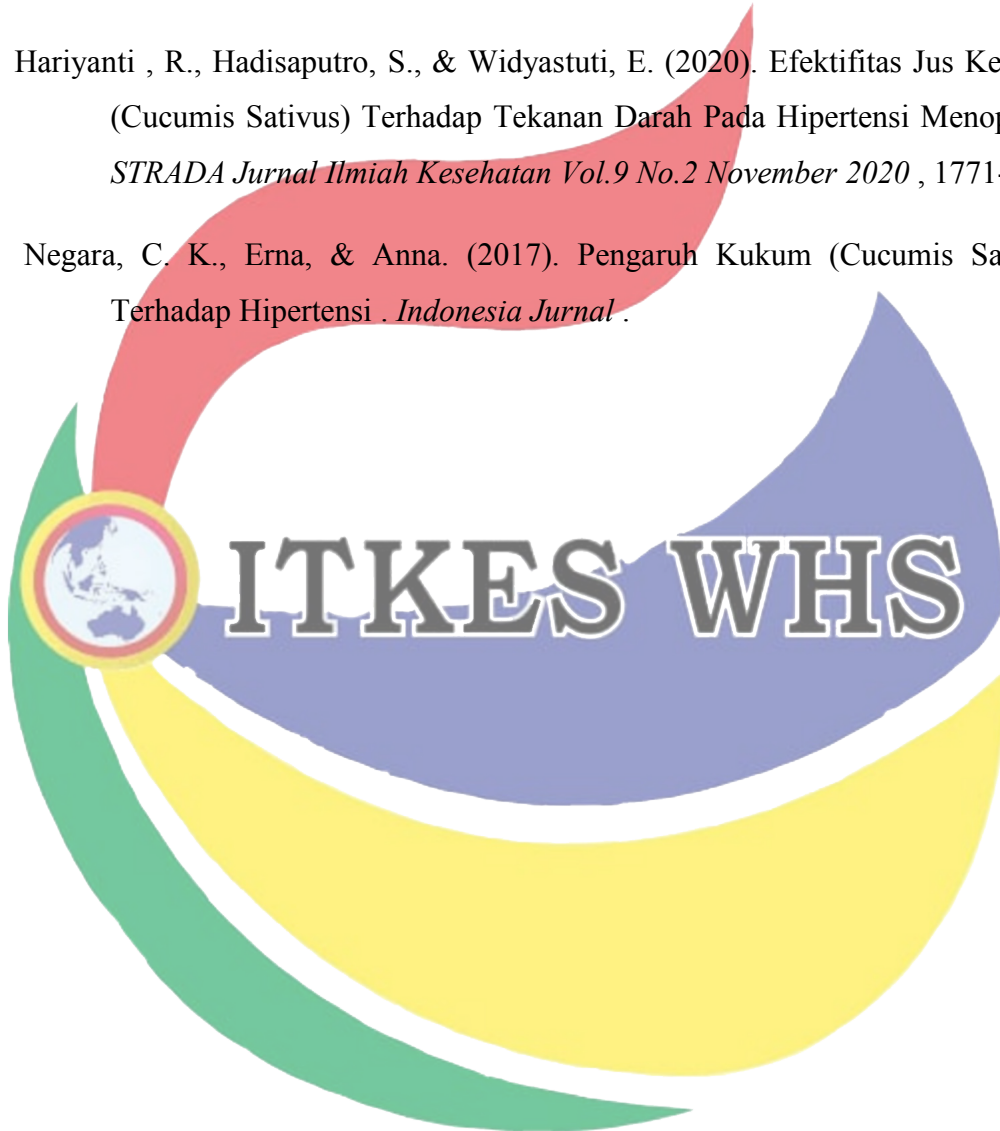 Hariyanti , R., Hadisaputro, S., & Widyastuti, E. (2020). Efektifitas Jus Ke
(Cucumis Sativus) Terhadap Tekanan Darah Pada Hipertensi Menop
STRADA Jurnal Ilmiah Kesehatan Vol.9 No.2 November 2020 , 1771-
Negara, C. K., Erna, & Anna. (2017). Pengaruh Kukum (Cucumis Sa
Terhadap Hipertensi . Indonesia Jurnal .
ITKES WHS